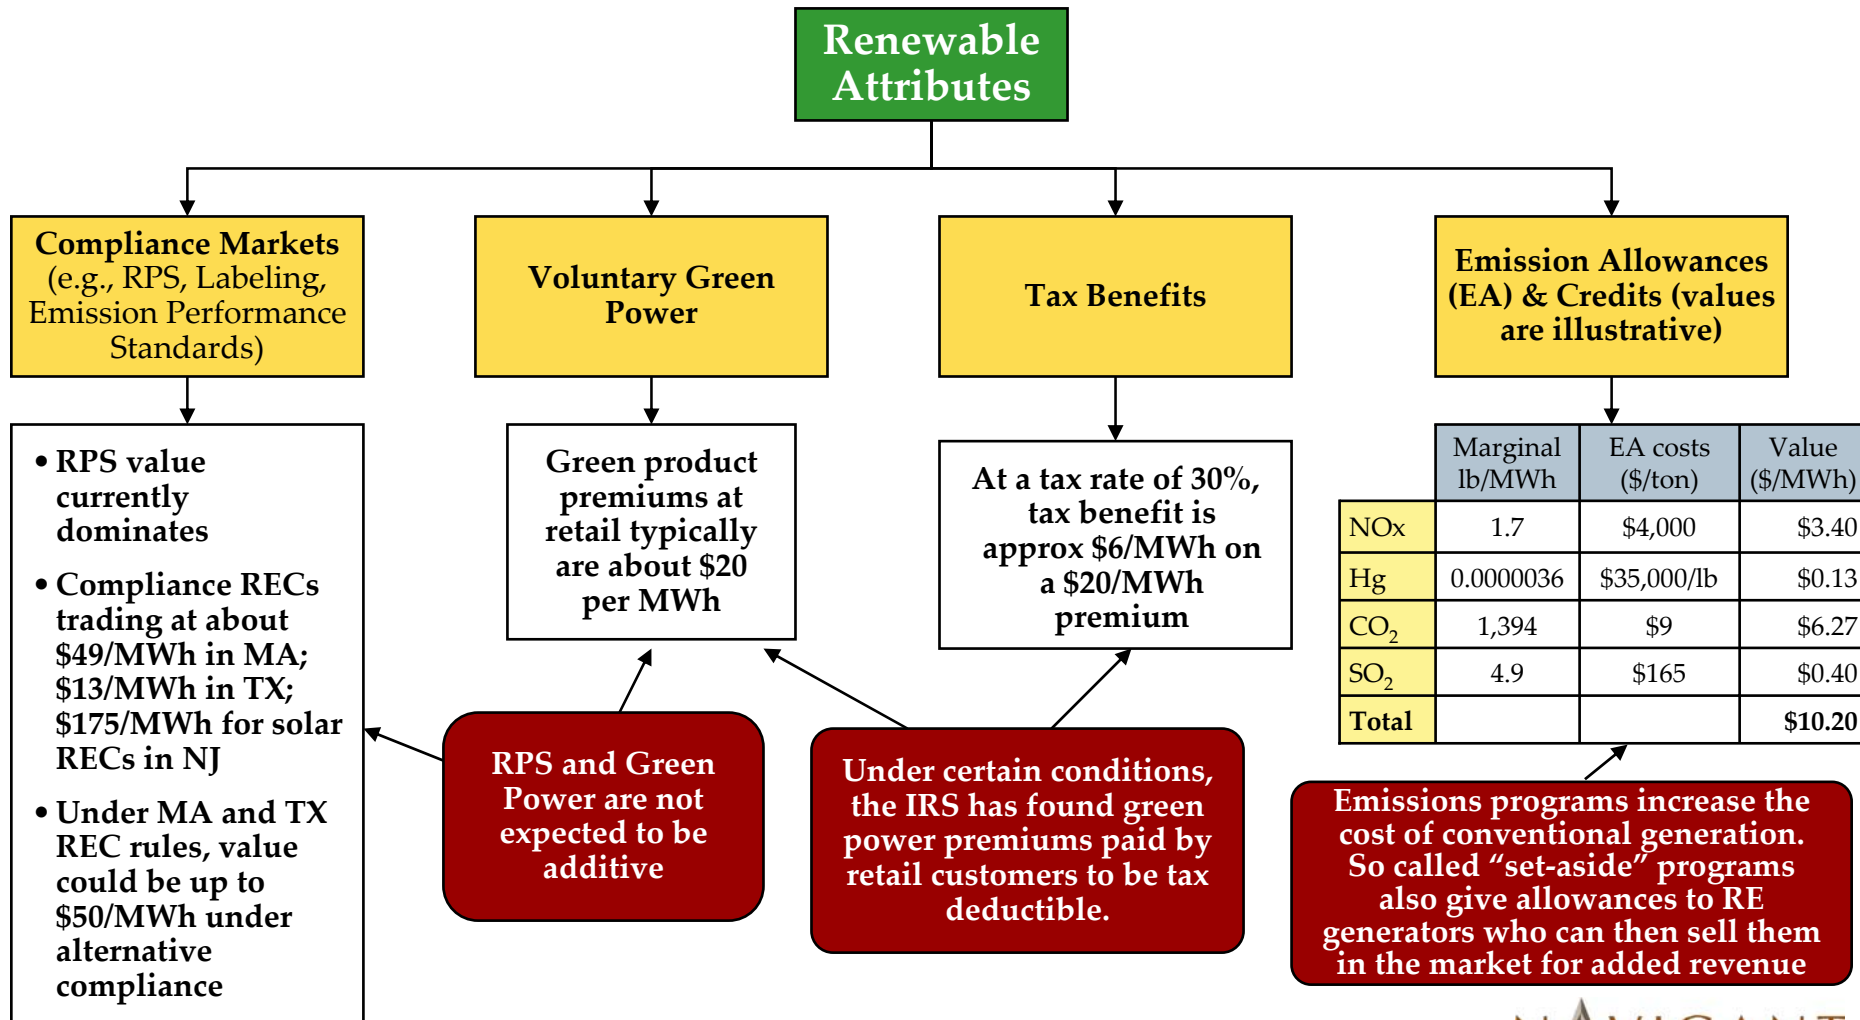 Renewable
Attributes
Compliance Markets
(e.g., RPS, Labeling,
Emission Performance
Standards)
Voluntary Green
Power
Tax Benefits
Emission Allowances
(EA) & Credits (values
are illustrative)
• RPS value
currently
dominates
• Compliance RECs
trading at about
$49/MWh in MA;
$13/MWh in TX;
$175/MWh for solar
RECs in NJ
• Under MA and TX
REC rules, value
could be up to
$50/MWh under
alternative
compliance
Green product
premiums at
retail typically
are about $20
per MWh
At a tax rate of 30%,
tax benefit is
approx $6/MWh on
a $20/MWh
premium
Marginal lb/MWh EA costs ($/ton) Value ($/MWh)
NOx 1.7 $4,000 $3.40
Hg 0.0000036 $35,000/lb $0.13
CO₂ 1,394 $9 $6.27
SO₂ 4.9 $165 $0.40
Total $10.20
RPS and Green
Power are not
expected to be
additive
Under certain conditions,
the IRS has found green
power premiums paid by
retail customers to be tax
deductible.
Emissions programs increase the
cost of conventional generation.
So called “set-aside” programs
also give allowances to RE
generators who can then sell them
in the market for added revenue
NAVIGANT